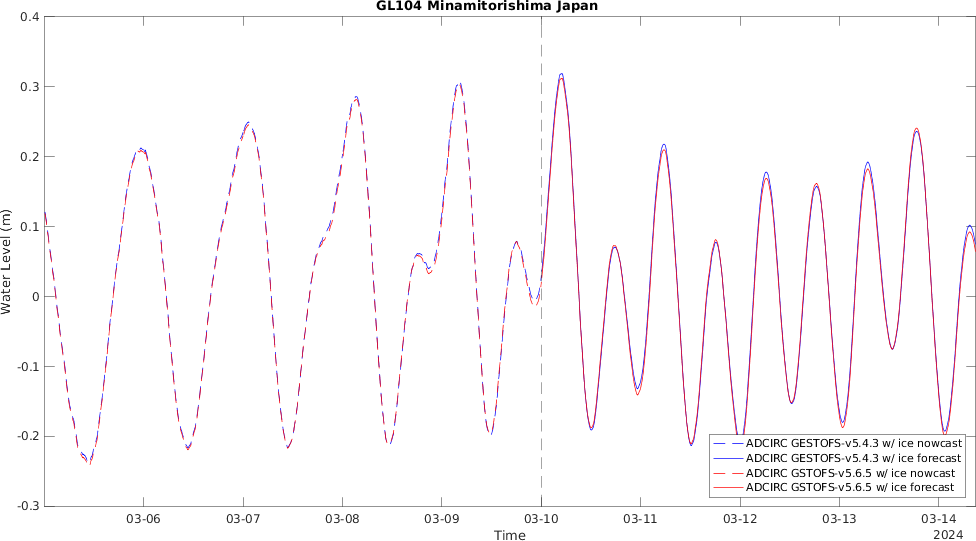 GL104 Minamitorishima Japan
0.4
0.3
0.2
0.1
0
-0.1
-0.2
-0.3
Water Level (m)
ADCIRC GESTOFS-v5.4.3 w/ ice nowcast
ADCIRC GESTOFS-v5.4.3 w/ ice forecast
ADCIRC GSTOFS-v5.6.5 w/ ice nowcast
ADCIRC GSTOFS-v5.6.5 w/ ice forecast
03-06 03-07 03-08 03-09 03-10 03-11 03-12 03-13 03-14
Time 2024